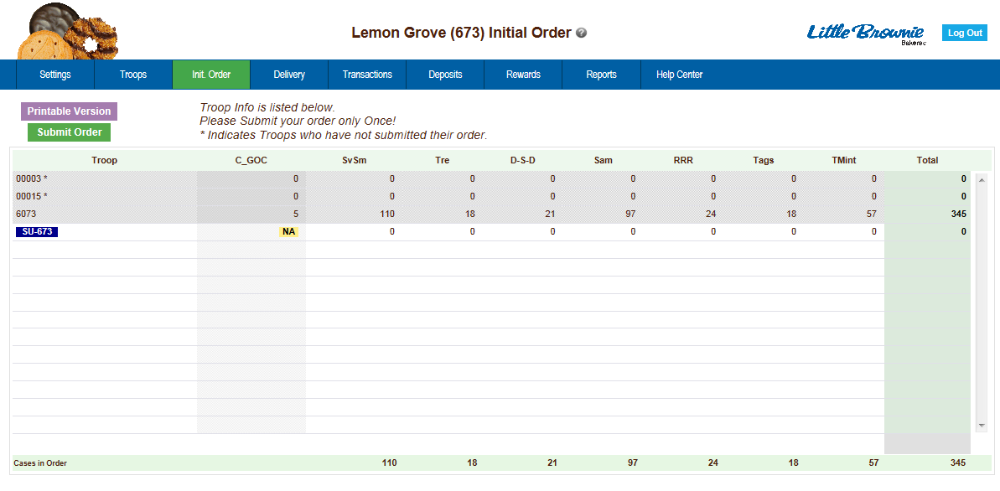 Lemon Grove (673) Initial Order ?
Little Brownie
Bakers
Log Out
Settings Troops Init. Order Delivery Transactions Deposits Rewards Reports Help Center
Printable Version
Submit Order
Troop Info is listed below.
Please Submit your order only Once!
* Indicates Troops who have not submitted their order.
Troop C_GOC SvSm Tre D-S-D Sam RRR Tags TMint Total
00003 * 0 0 0 0 0 0 0 0 0
00015 * 0 0 0 0 0 0 0 0 0
6073 5 110 18 21 97 24 18 57 345
SU-673 NA 0 0 0 0 0 0 0 0
Cases in Order 110 18 21 97 24 18 57 345